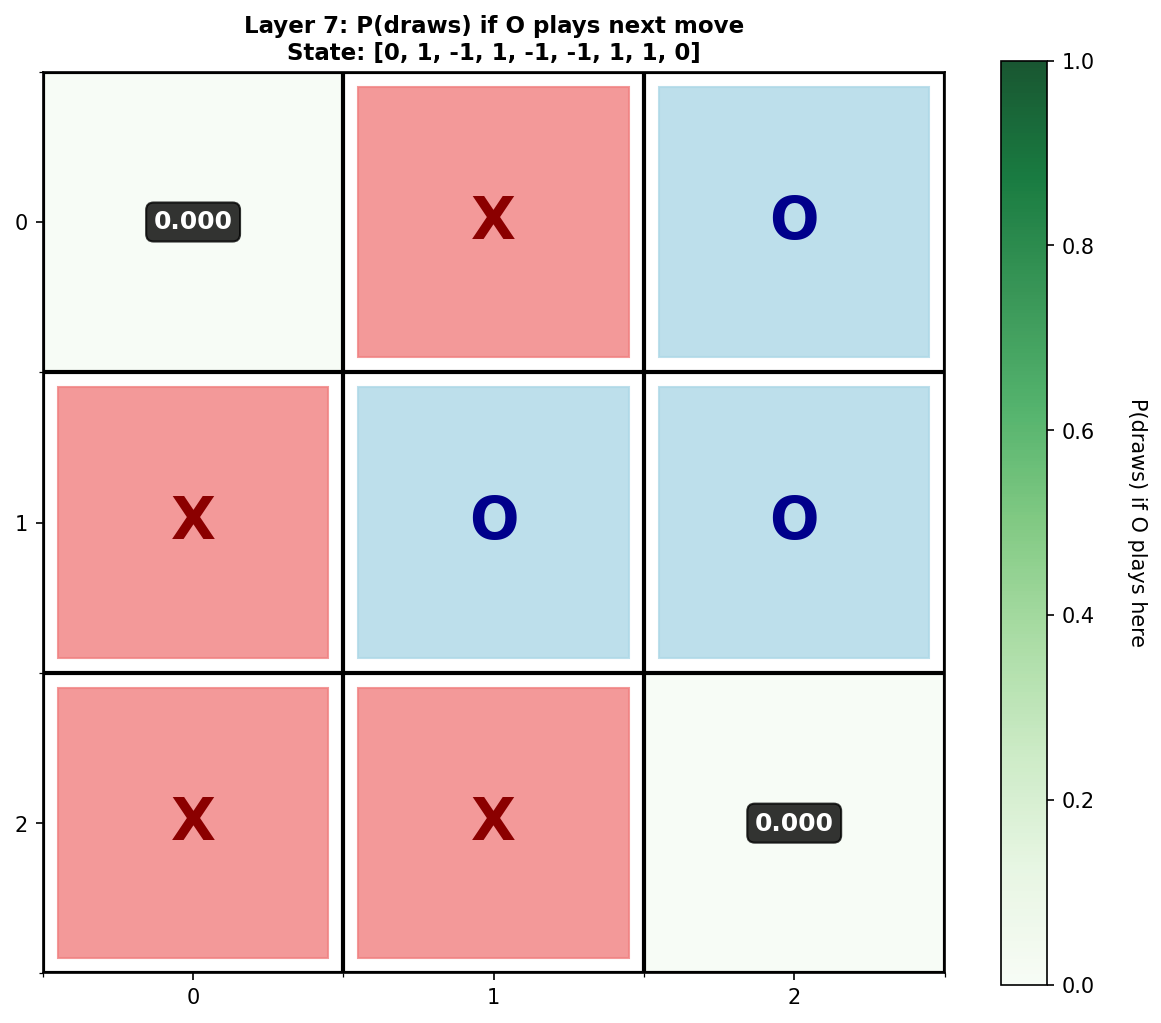 Layer 7: P(draws) if O plays next move
State: [0, 1, -1, 1, -1, -1, 1, 1, 0]
0
0.000
X
O
1
X
O
O
2
X
X
0.000
0
1
2
1.0
0.8
0.6
0.4
0.2
0.0
P(draws) if O plays here